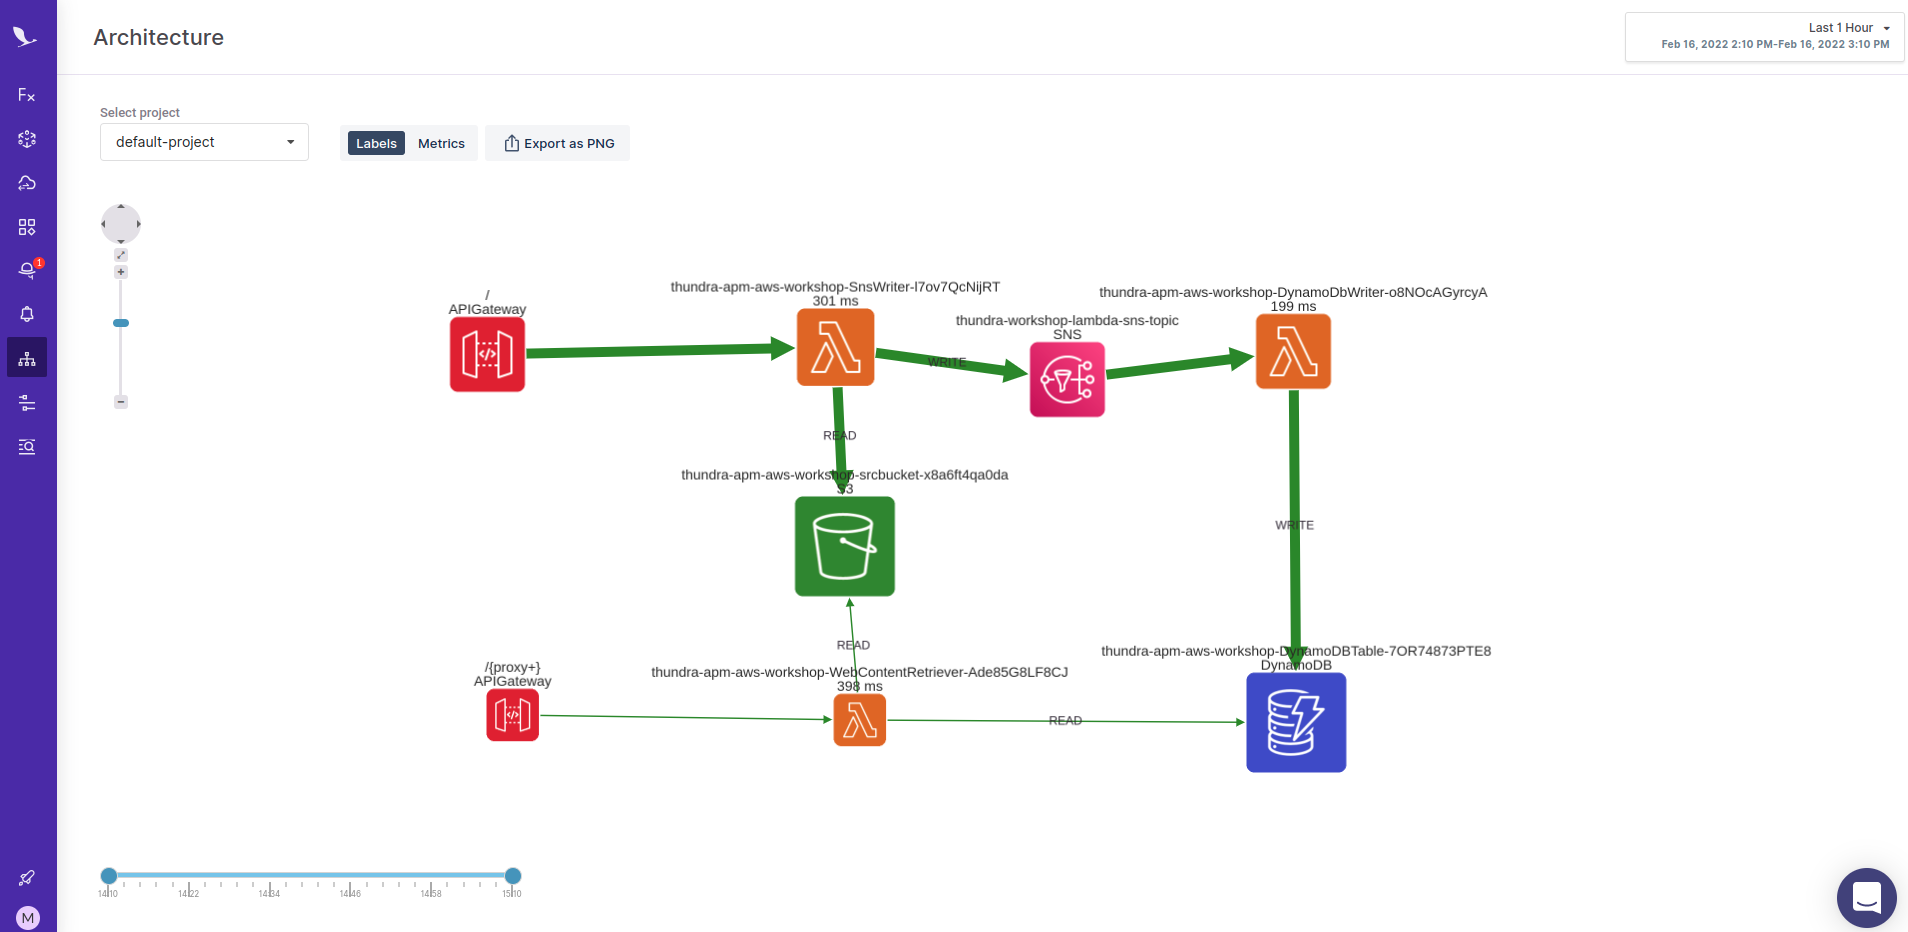 Architecture
Last 1 Hour
Feb 16, 2022 2:10 PM-Feb 16, 2022 3:10 PM
Fx
1
Select project
default-project
Labels
Metrics
Export as PNG
/
APIGateway
thundra-apm-aws-workshop-SnsWriter-l7ov7QcNijRT
301 ms
WRITE
thundra-workshop-lambda-sns-topic
SNS
thundra-apm-aws-workshop-DynamoDbWriter-o8NOcAGyrcyA
199 ms
READ
thundra-apm-aws-workshop-srcbucket-x8a6ft4qa0da
S3
WRITE
READ
/{proxy+}
APIGateway
thundra-apm-aws-workshop-WebContentRetriever-Ade85G8LF8CJ
398 ms
READ
thundra-apm-aws-workshop-DynamoDBTable-7OR74873PTE8
DynamoDB
14:10
14:22
14:34
14:46
14:58
15:10
M